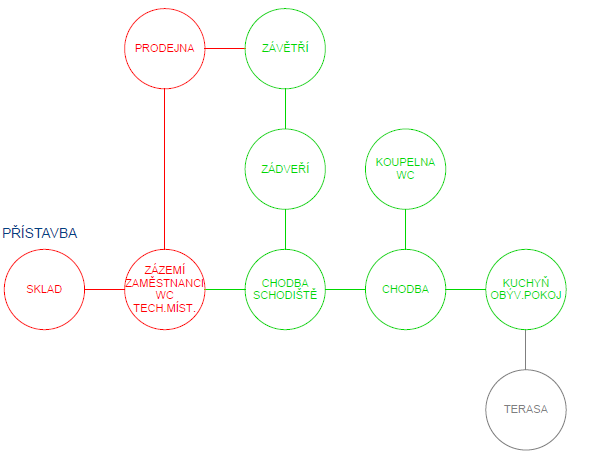 PRODEJNA
ZÁVĚTŘÍ
ZÁDVEŘÍ
KOUPELNA
WC
PŘÍSTAVBA
SKLAD
ZÁZEMÍ
ZAMĚSTNANCI
WC
TECH.MÍST.
CHODBA
SCHODIŠTĚ
CHODBA
KUCHYŇ
OBÝV.POKOJ
TERASA